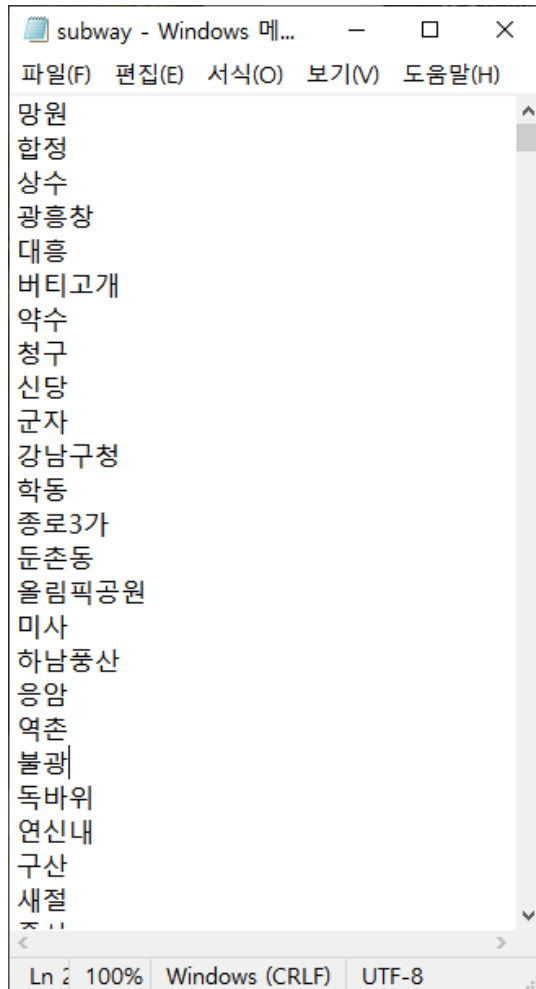 subway - Windows 메...
파일(F) 편집(E) 서식(O) 보기(V) 도움말(H)
망원
합정
상수
광흥창
대흥
버티고개
약수
청구
신당
군자
강남구청
학동
종로3가
둔촌동
올림픽공원
미사
하남풍산
응암
역촌
불광
독바위
연신내
구산
새절
Ln 100% Windows (CRLF) UTF-8